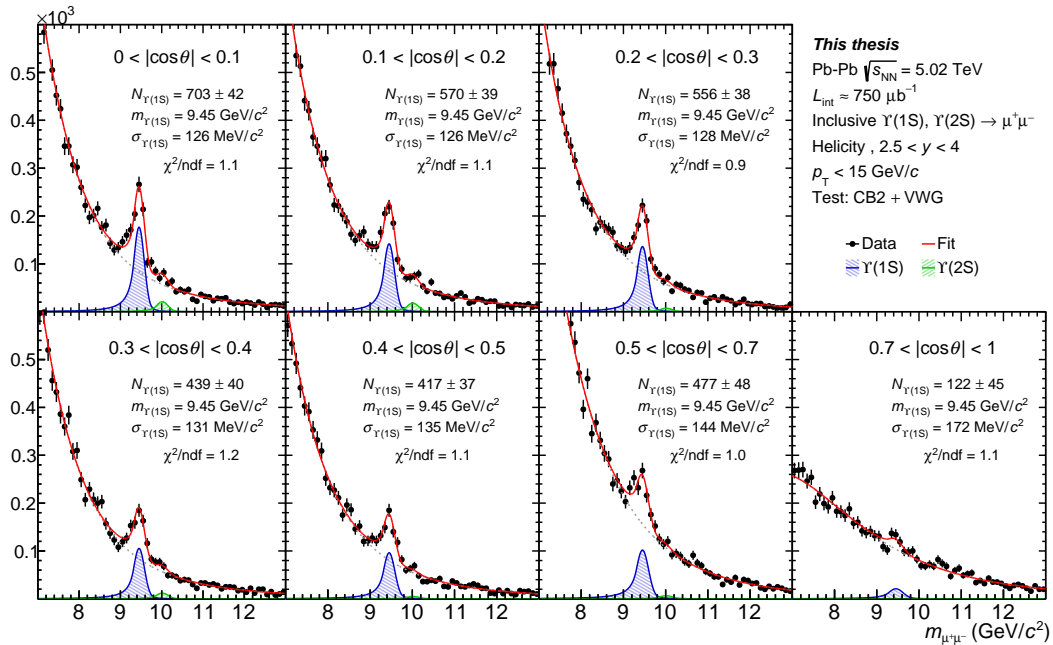 ×10³
0 < |cosθ| < 0.1
N_ϒ(1S) = 703 ± 42
m_ϒ(1S) = 9.45 GeV/c²
σ_ϒ(1S) = 126 MeV/c²
χ²/ndf = 1.1
0.1 < |cosθ| < 0.2
N_ϒ(1S) = 570 ± 39
m_ϒ(1S) = 9.45 GeV/c²
σ_ϒ(1S) = 126 MeV/c²
χ²/ndf = 1.1
0.2 < |cosθ| < 0.3
N_ϒ(1S) = 556 ± 38
m_ϒ(1S) = 9.45 GeV/c²
σ_ϒ(1S) = 128 MeV/c²
χ²/ndf = 0.9
This thesis
Pb-Pb √s_NN = 5.02 TeV
L_int ≈ 750 μb⁻¹
Inclusive ϒ(1S), ϒ(2S) → μ⁺μ⁻
Helicity , 2.5 < y < 4
p_T < 15 GeV/c
Test: CB2 + VWG
Data
Fit
ϒ(1S)
ϒ(2S)
0.5
0.4
0.3
0.2
0.1
0.3 < |cosθ| < 0.4
N_ϒ(1S) = 439 ± 40
m_ϒ(1S) = 9.45 GeV/c²
σ_ϒ(1S) = 131 MeV/c²
χ²/ndf = 1.2
0.4 < |cosθ| < 0.5
N_ϒ(1S) = 417 ± 37
m_ϒ(1S) = 9.45 GeV/c²
σ_ϒ(1S) = 135 MeV/c²
χ²/ndf = 1.1
0.5 < |cosθ| < 0.7
N_ϒ(1S) = 477 ± 48
m_ϒ(1S) = 9.45 GeV/c²
σ_ϒ(1S) = 144 MeV/c²
χ²/ndf = 1.0
0.7 < |cosθ| < 1
N_ϒ(1S) = 122 ± 45
m_ϒ(1S) = 9.45 GeV/c²
σ_ϒ(1S) = 172 MeV/c²
χ²/ndf = 1.1
0.5
0.4
0.3
0.2
0.1
8 9 10 11 12
8 9 10 11 12
8 9 10 11 12
8 9 10 11 12 13
m_μ⁺μ⁻ (GeV/c²)